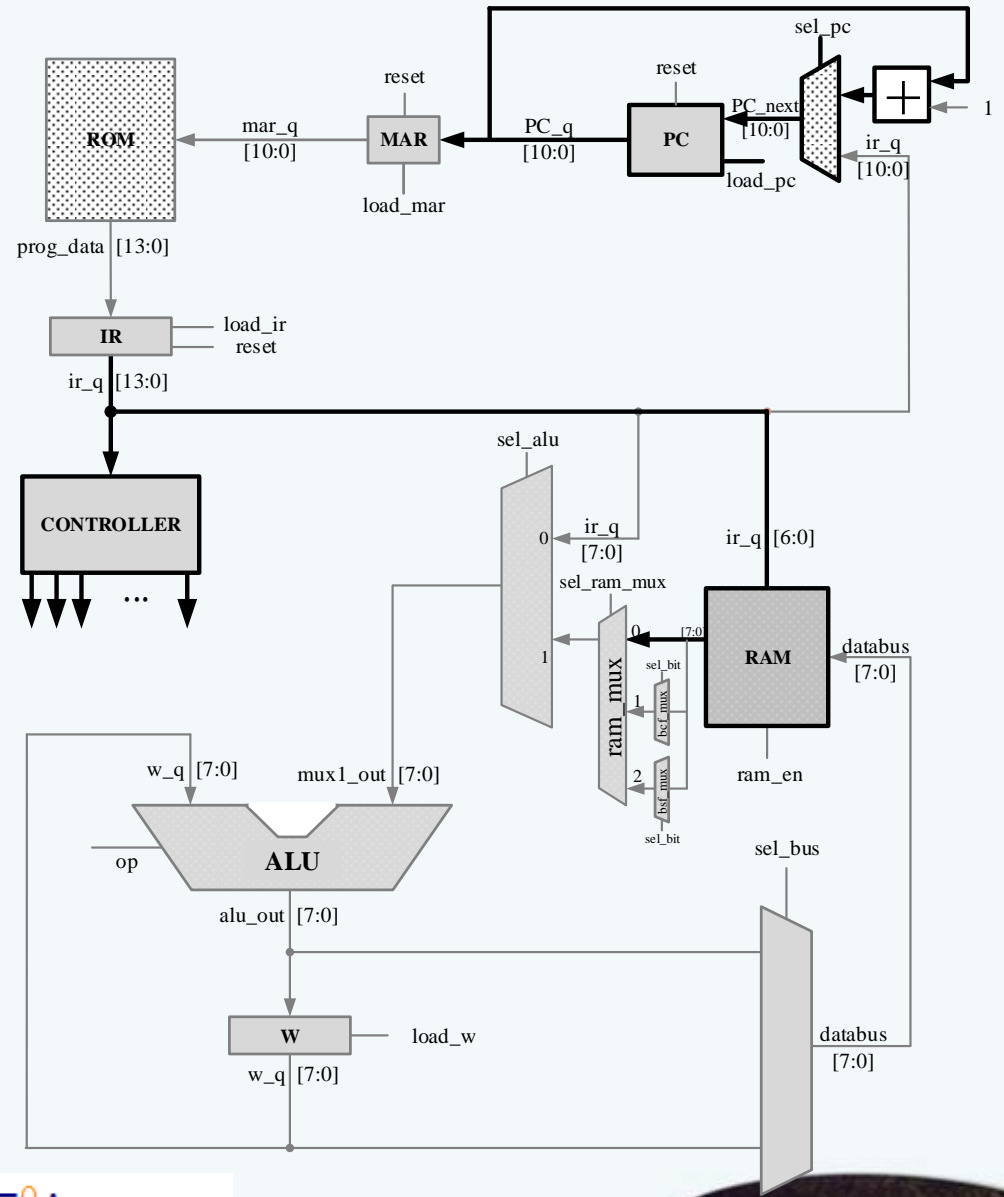 sel_pc
reset
reset
ROM
mar_q
[10:0]
MAR
load_mar
PC_q
[10:0]
PC
load_pc
PC_next
[10:0]
+
1
ir_q
[10:0]
prog_data [13:0]
IR
load_ir
reset
ir_q [13:0]
CONTROLLER
...
sel_alu
0
ir_q
[7:0]
1
sel_ram_mux
ram_mux
0
[7:0]
1
2
sel_bit
bcf_mux
bsf_mux
sel_bit
ir_q [6:0]
RAM
databus
[7:0]
ram_en
w_q [7:0]
mux1_out [7:0]
op
ALU
alu_out [7:0]
sel_bus
W
load_w
w_q [7:0]
databus
[7:0]